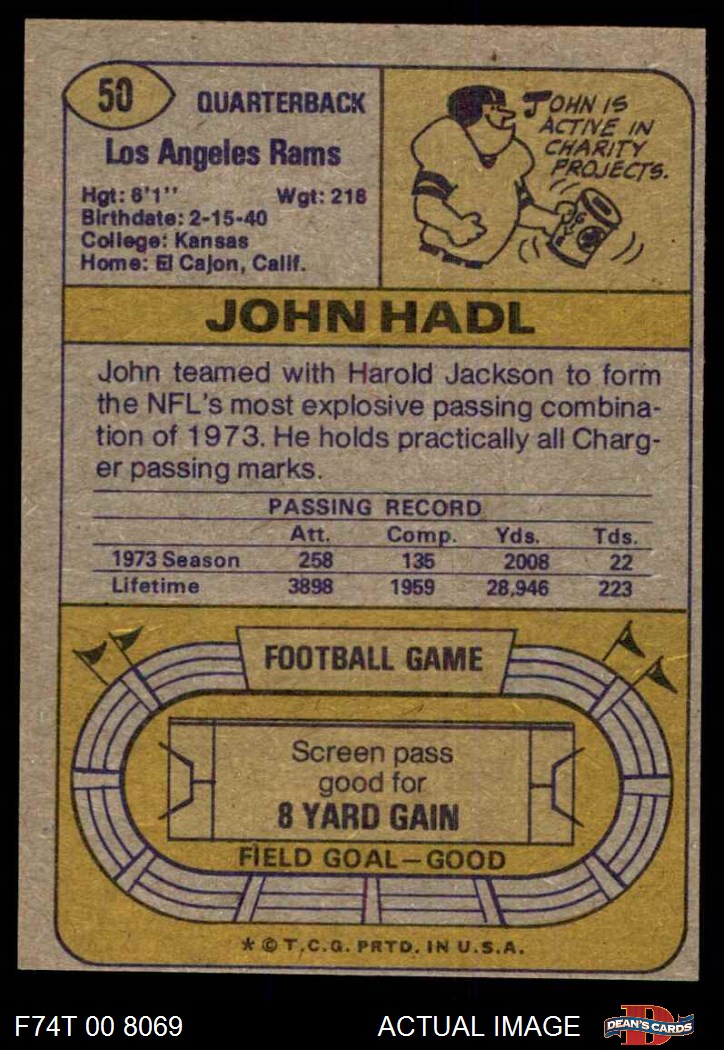 50
QUARTERBACK
Los Angeles Rams
Hgt: 6'1" Wgt: 218
Birthdate: 2-15-40
College: Kansas
Home: El Cajon, Calif.
JOHN IS
ACTIVE IN
CHARITY
PROJECTS.
JOHN HADL
John teamed with Harold Jackson to form
the NFL's most explosive passing combina-
tion of 1973. He holds practically all Charg-
er passing marks.
PASSING RECORD
Att. Comp. Yds. Tds.
1973 Season 258 135 2008 22
Lifetime 3898 1959 28,946 223
FOOTBALL GAME
Screen pass
good for
8 YARD GAIN
FIELD GOAL—GOOD
* © T.C.G. PRTD. IN U.S.A.
F74T 00 8069 ACTUAL IMAGE
DEAN'S CARDS